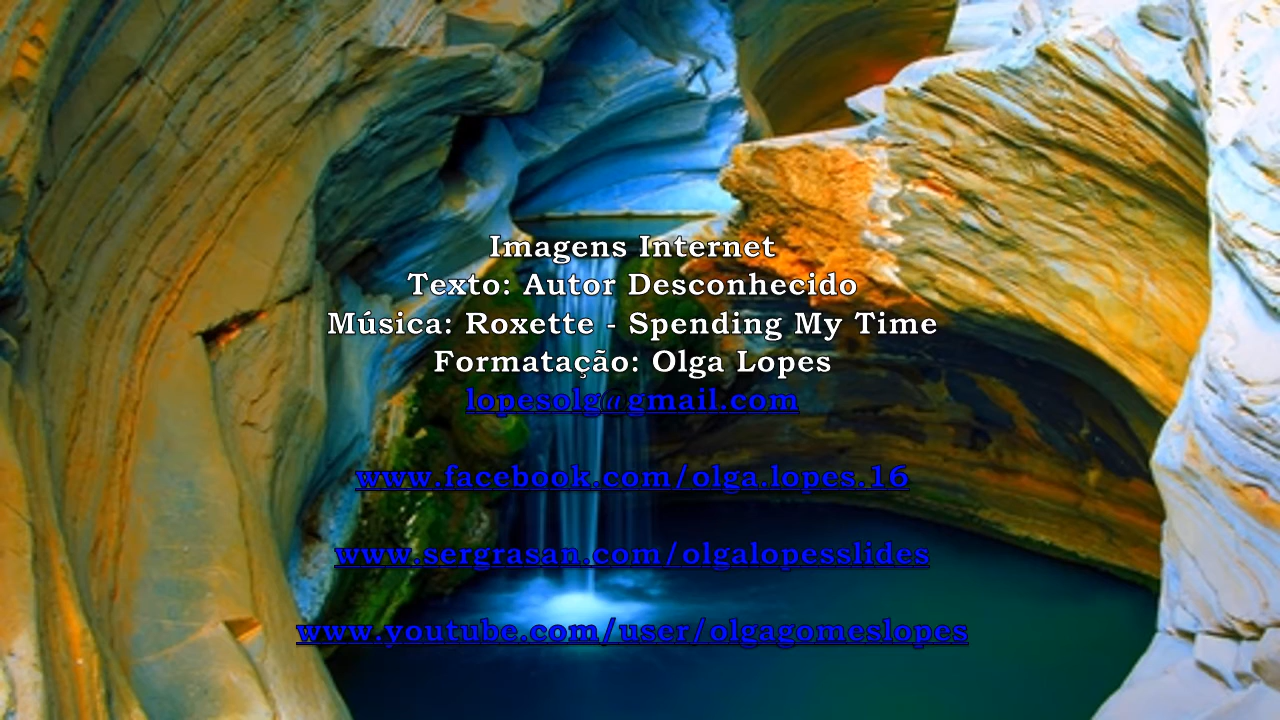 Imagens Internet
Texto: Autor Desconhecido
Música: Roxette - Spending My Time
Formatação: Olga Lopes
lopesolg@gmail.com
www.facebook.com/olga.lopes.16
www.sergrasan.com/olgalopesslides
www.youtube.com/user/olgagomeslopes